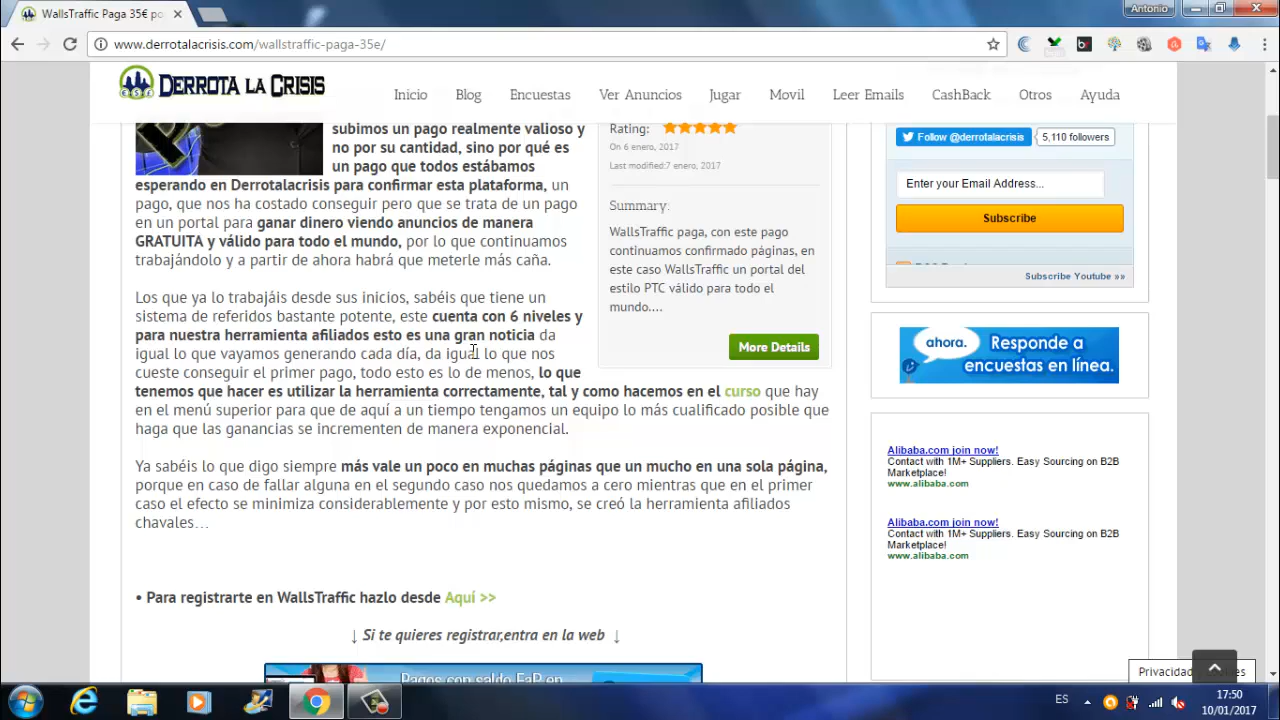 WallsTraffic Paga 35€ po
Antonio
www.derrotalacrisis.com/wallstraffic-paga-35e/
DERROTA LA CRISIS
Inicio Blog Encuestas Ver Anuncios Jugar Movil Leer Emails CashBack Otros Ayuda
subimos un pago realmente valioso y
no por su cantidad, sino por qué es
un pago que todos estábamos
esperando en Derrotalacrisis para confirmar esta plataforma, un
pago, que nos ha costado conseguir pero que se trata de un pago
en un portal para ganar dinero viendo anuncios de manera
GRATUITA y válido para todo el mundo, por lo que continuamos
trabajándolo y a partir de ahora habrá que meterle más caña.
Los que ya lo trabajáis desde sus inicios, sabéis que tiene un
sistema de referidos bastante potente, este cuenta con 6 niveles y
para nuestra herramienta afiliados esto es una gran noticia da
igual lo que vayamos generando cada día, da igual lo que nos
cueste conseguir el primer pago, todo esto es lo de menos, lo que
tenemos que hacer es utilizar la herramienta correctamente, tal y como hacemos en el curso que hay
en el menú superior para que de aquí a un tiempo tengamos un equipo lo más cualificado posible que
haga que las ganancias se incrementen de manera exponencial.
Ya sabéis lo que digo siempre más vale un poco en muchas páginas que un mucho en una sola página,
porque en caso de fallar alguna en el segundo caso nos quedamos a cero mientras que en el primer
caso el efecto se minimiza considerablemente y por esto mismo, se creó la herramienta afiliados
chavales…
• Para registrarte en WallsTraffic hazlo desde Aquí >>
↓ Si te quieres registrar,entra en la web ↓
Pagos con saldo FaP en
Rating:
On 6 enero, 2017
Last modified:7 enero, 2017
Summary:
WallsTraffic paga, con este pago
continuamos confirmado páginas, en
este caso WallsTraffic un portal del
estilo PTC válido para todo el
mundo....
More Details
Follow @derrotalacrisis 5,110 followers
Enter your Email Address...
Subscribe
Subscribe Youtube »»
ahora. Responde a
encuestas en línea.
Alibaba.com join now!
Contact with 1M+ Suppliers. Easy Sourcing on B2B
Marketplace!
www.alibaba.com
Alibaba.com join now!
Contact with 1M+ Suppliers. Easy Sourcing on B2B
Marketplace!
www.alibaba.com
Privacidad y cookies
ES
17:50
10/01/2017